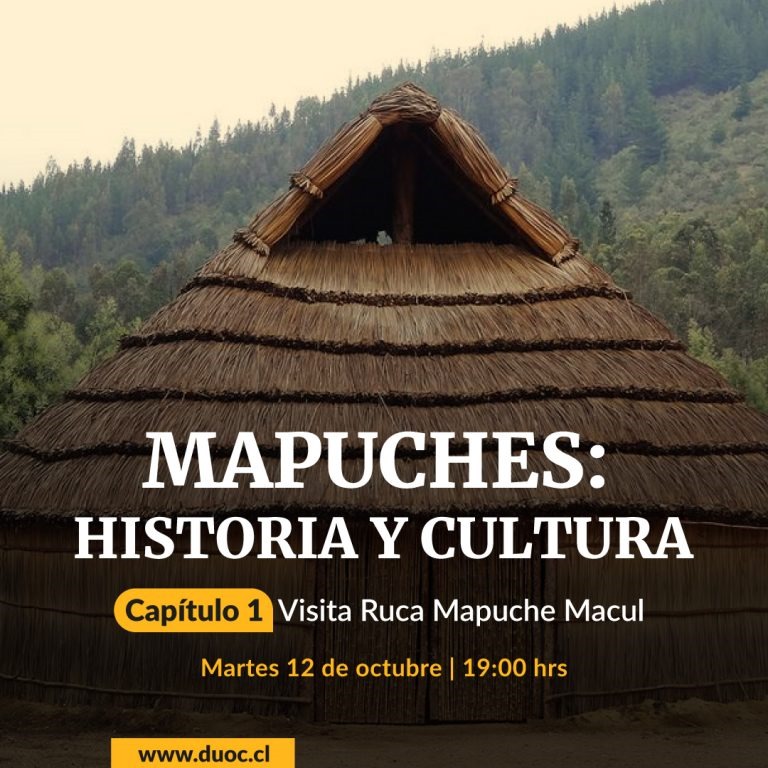 MAPUCHES:
HISTORIA Y CULTURA
Capítulo 1 Visita Ruca Mapuche Macul
Martes 12 de octubre | 19:00 hrs
www.duoc.cl